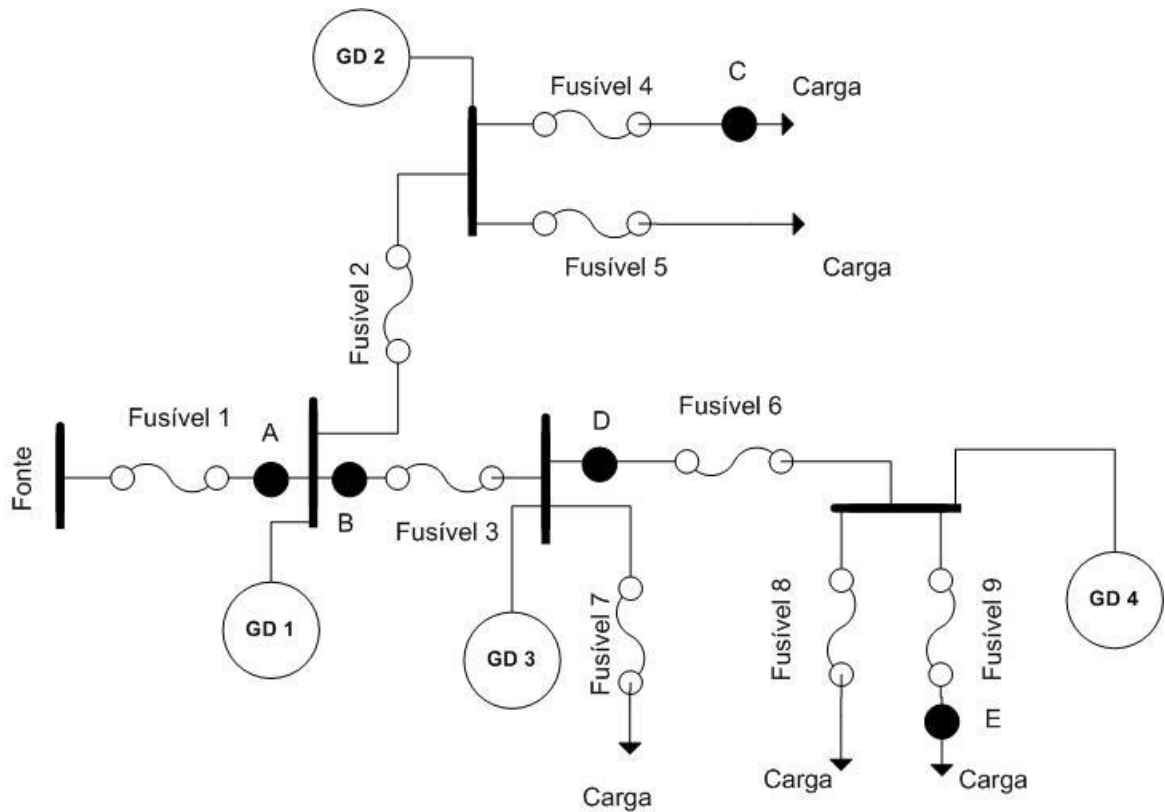 GD 2
Fusível 4
C
Carga
Fusível 5
Carga
Fusível 2
Fonte
Fusível 1
A
B
Fusível 3
D
Fusível 6
GD 1
GD 3
Fusível 7
Carga
Fusível 8
Carga
Fusível 9
E
Carga
GD 4